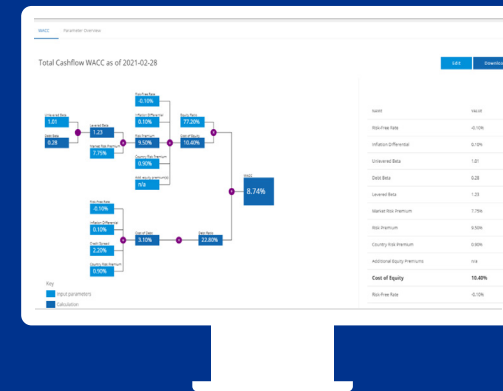 WACC Parameter Overview
Total Cashflow WACC as of 2021-02-28
Edit Download
Risk-Free Rate
-0.10%
Unlevered Beta
1.01
Inflation Differential
0.10%
Equity Ratio
77.20%
Debt Beta
0.28
Levered Beta
1.23
Risk Premium
9.50%
Cost of Equity
10.40%
Market Risk Premium
7.75%
Country Risk Premium
0.90%
n/a
WACC
8.74%
Risk-Free Rate
-0.10%
Inflation Difference
0.10%
Credit Spread
2.20%
Cost of Debt
3.10%
Debt Ratio
22.80%
Country Risk Premium
0.90%
Key
Input parameters
Calculation
NAME VALUE
Risk-Free Rate -0.10%
Inflation Differential 0.10%
Unlevered Beta 1.01
Debt Beta 0.28
Levered Beta 1.23
Market Risk Premium 7.75%
Risk Premium 9.50%
Country Risk Premium 0.90%
Additional Equity Premiums n/a
Cost of Equity 10.40%
Risk-Free Rate -0.10%